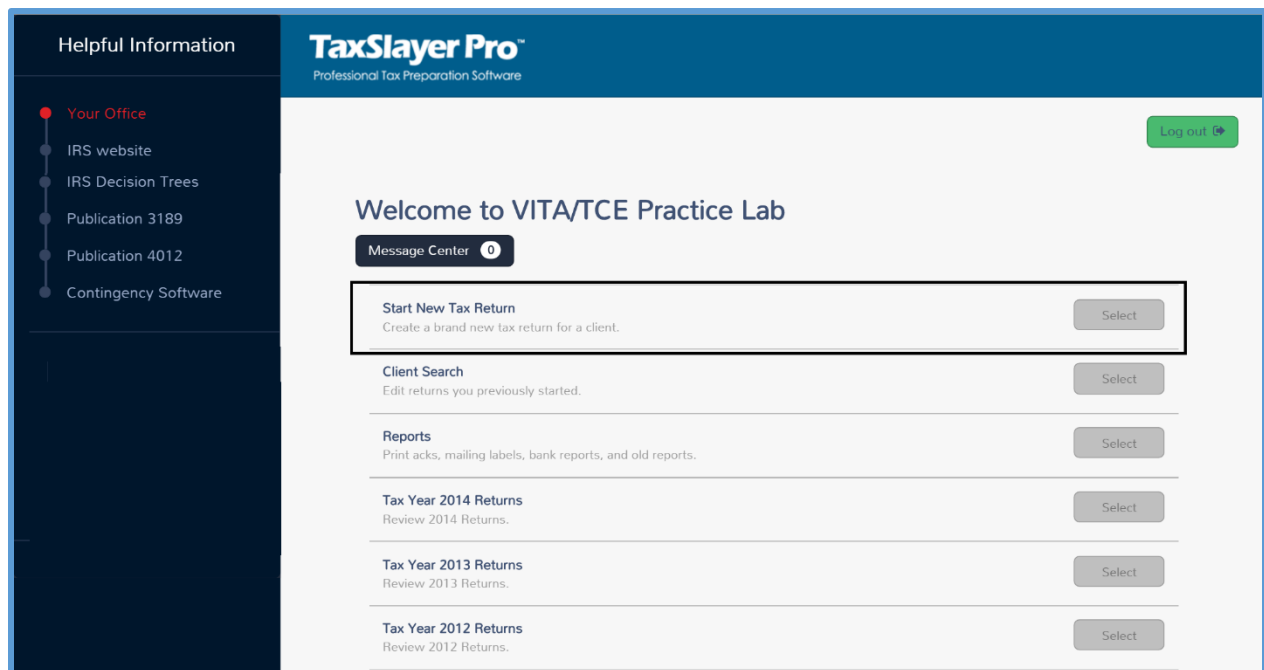 Helpful Information
Your Office
IRS website
IRS Decision Trees
Publication 3189
Publication 4012
Contingency Software
TaxSlayer Pro™
Professional Tax Preparation Software
Log out
Welcome to VITA/TCE Practice Lab
Message Center 0
Start New Tax Return
Create a brand new tax return for a client.
Select
Client Search
Edit returns you previously started.
Select
Reports
Print acks, mailing labels, bank reports, and old reports.
Select
Tax Year 2014 Returns
Review 2014 Returns.
Select
Tax Year 2013 Returns
Review 2013 Returns.
Select
Tax Year 2012 Returns
Review 2012 Returns.
Select